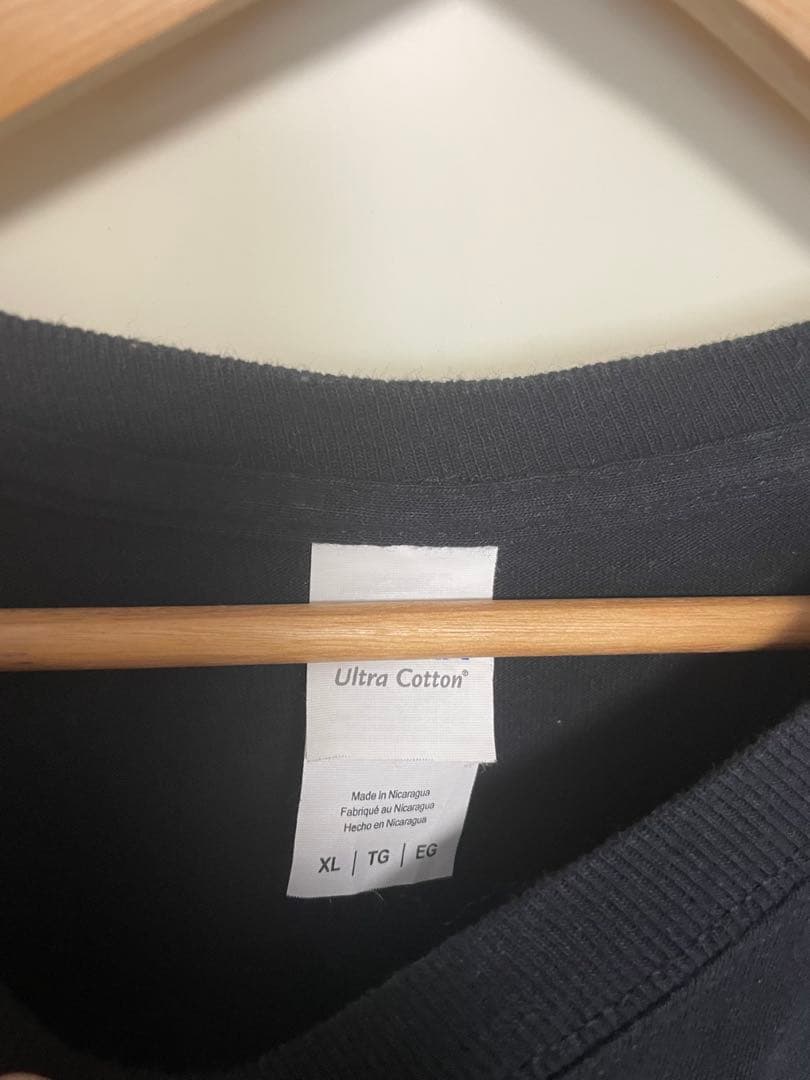 Ultra Cotton®
Made in Nicaragua
Fabriqué au Nicaragua
Hecho en Nicaragua
XL | TG | EG